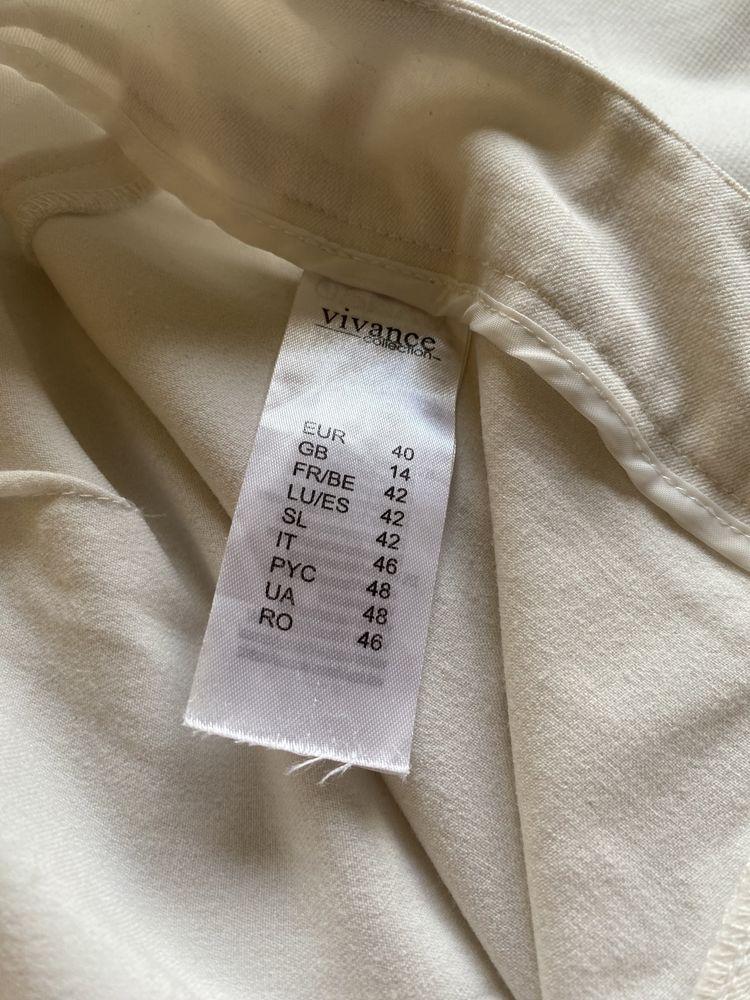 vivance
collection
EUR 40
GB 14
FR/BE 42
LU/ES 42
SL 42
IT 46
PYC 48
UA 48
RO 46